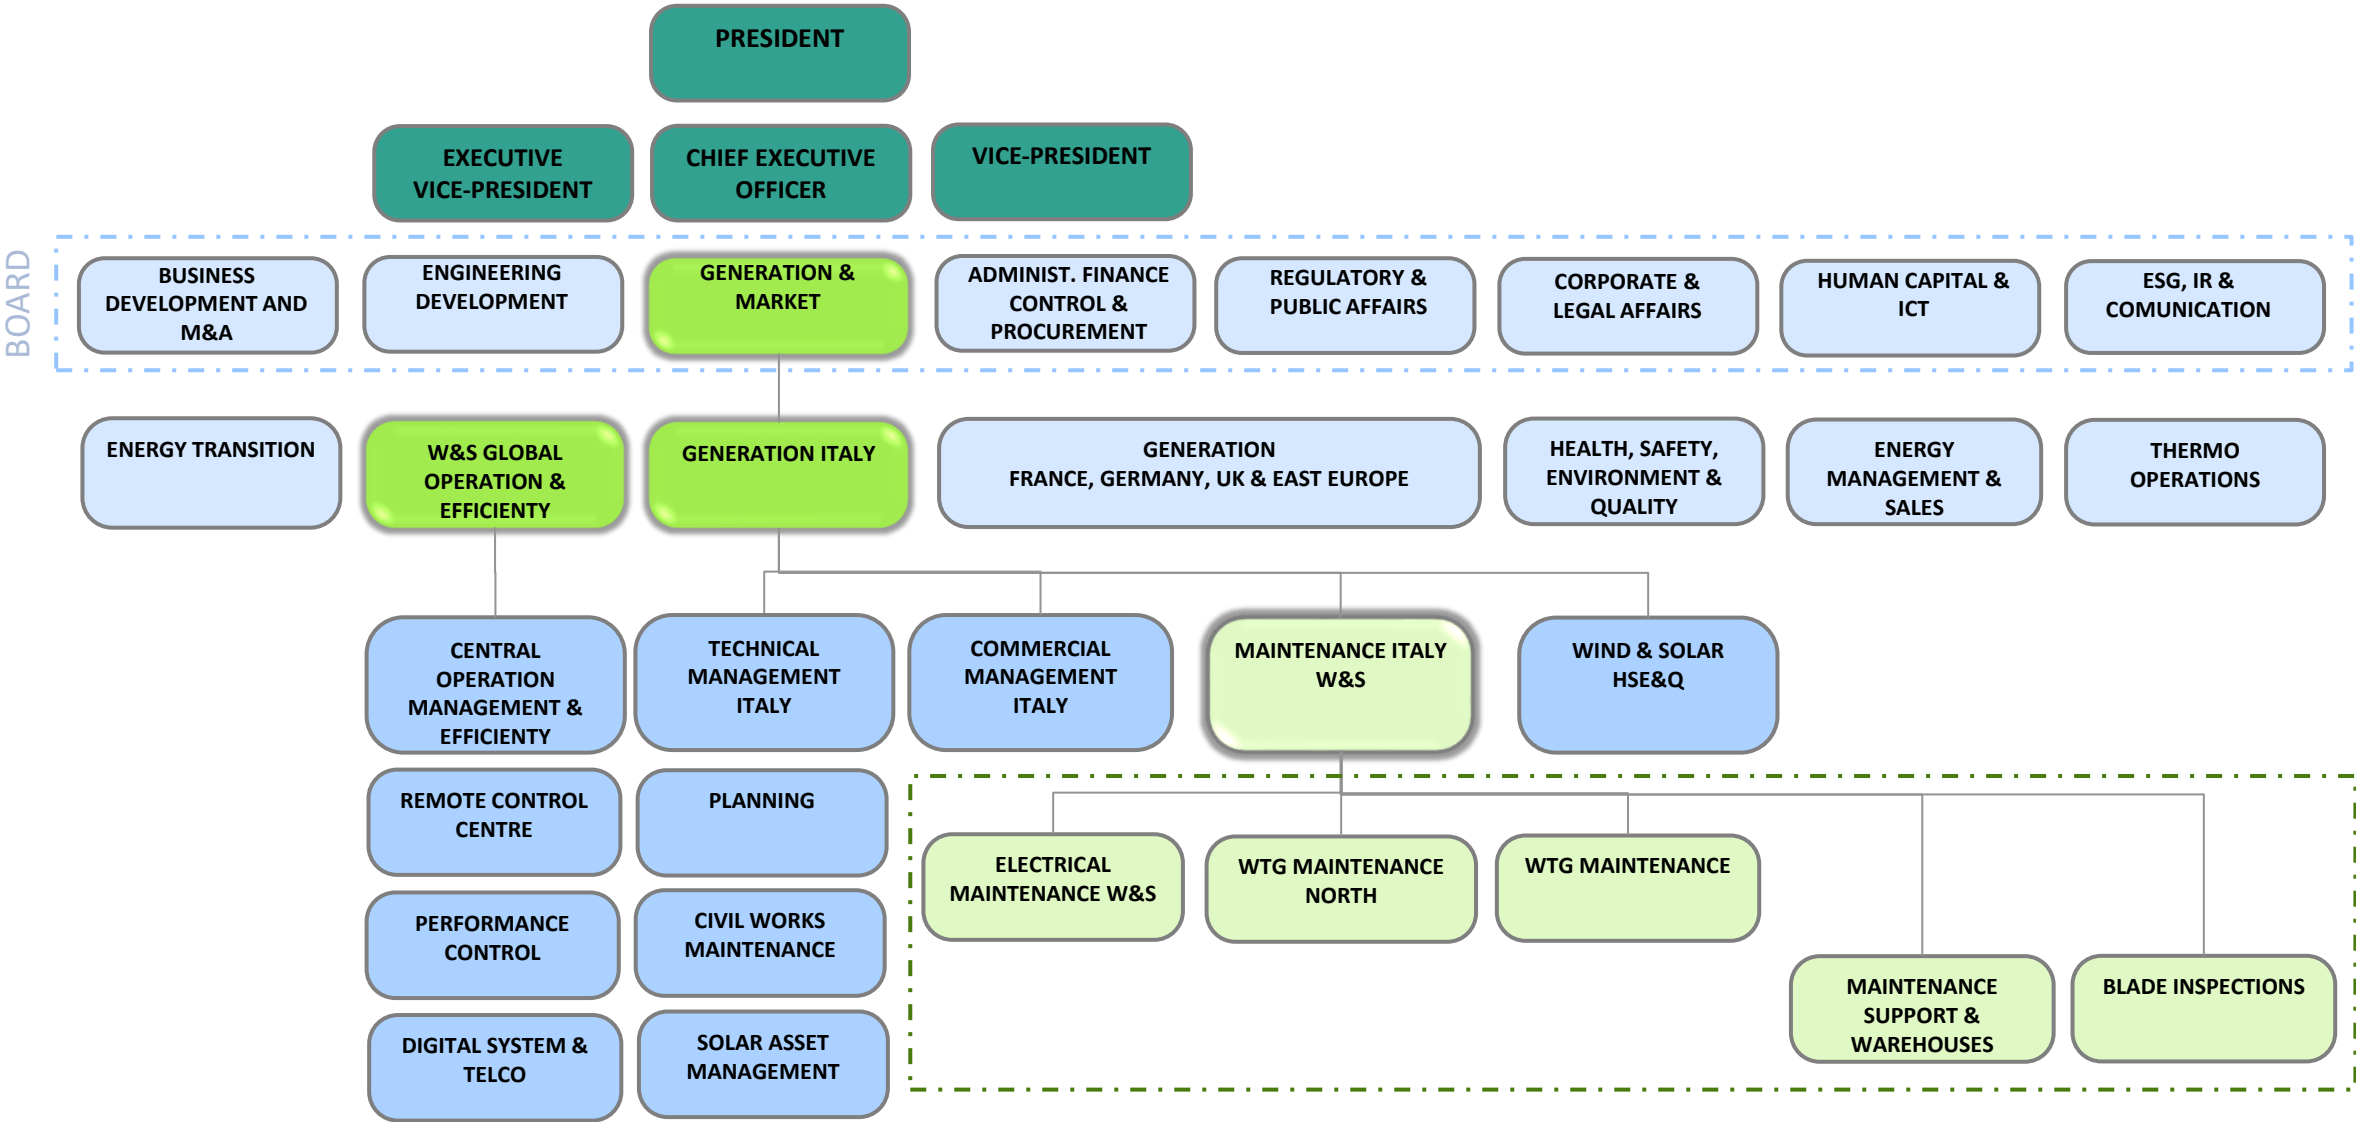 PRESIDENT
EXECUTIVE
VICE-PRESIDENT
CHIEF EXECUTIVE
OFFICER
VICE-PRESIDENT
BOARD
BUSINESS
DEVELOPMENT AND
M&A
ENGINEERING
DEVELOPMENT
GENERATION &
MARKET
ADMINIST. FINANCE
CONTROL &
PROCUREMENT
REGULATORY &
PUBLIC AFFAIRS
CORPORATE &
LEGAL AFFAIRS
HUMAN CAPITAL &
ICT
ESG, IR &
COMUNICATION
ENERGY TRANSITION
W&S GLOBAL
OPERATION &
EFFICIENTY
GENERATION ITALY
GENERATION
FRANCE, GERMANY, UK & EAST EUROPE
HEALTH, SAFETY,
ENVIRONMENT &
QUALITY
ENERGY
MANAGEMENT &
SALES
THERMO
OPERATIONS
CENTRAL
OPERATION
MANAGEMENT &
EFFICIENTY
TECHNICAL
MANAGEMENT
ITALY
COMMERCIAL
MANAGEMENT
ITALY
MAINTENANCE ITALY
W&S
WIND & SOLAR
HSE&Q
REMOTE CONTROL
CENTRE
PLANNING
ELECTRICAL
MAINTENANCE W&S
WTG MAINTENANCE
NORTH
WTG MAINTENANCE
PERFORMANCE
CONTROL
CIVIL WORKS
MAINTENANCE
MAINTENANCE
SUPPORT &
WAREHOUSES
BLADE INSPECTIONS
DIGITAL SYSTEM &
TELCO
SOLAR ASSET
MANAGEMENT